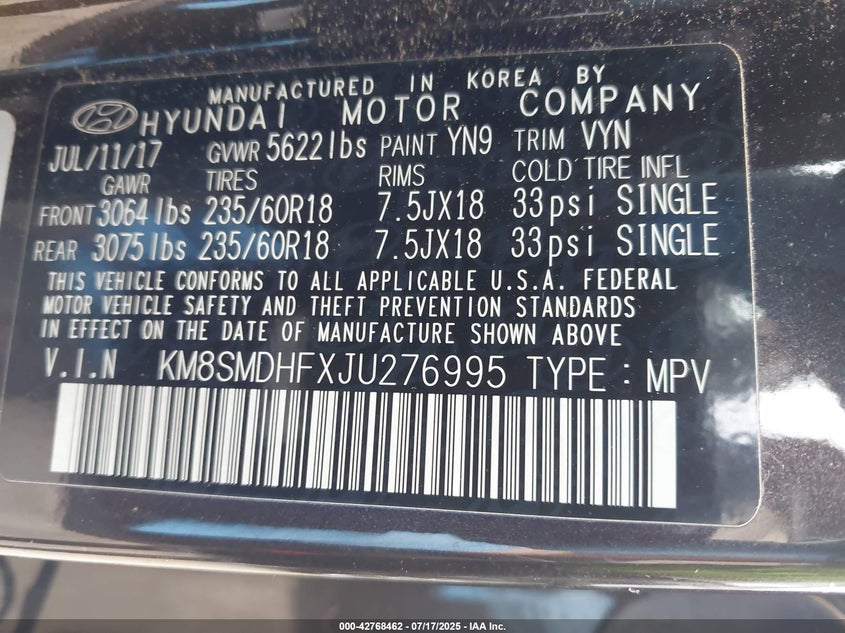 MANUFACTURED IN KOREA BY
HYUNDAI MOTOR COMPANY
JUL/11/17 GVWR 5622lbs PAINT YN9 TRIM VYN
GAWR TIRES RIMS COLD TIRE INFL
FRONT 3064lbs 235/60R18 7.5JX18 33psi SINGLE
REAR 3075lbs 235/60R18 7.5JX18 33psi SINGLE
THIS VEHICLE CONFORMS TO ALL APPLICABLE U.S.A. FEDERAL
MOTOR VEHICLE SAFETY AND THEFT PREVENTION STANDARDS
IN EFFECT ON THE DATE OF MANUFACTURE SHOWN ABOVE
V.I.N KM8SMDHFXJU276995 TYPE : MPV
000-42768462 - 07/17/2025 - IAA Inc.